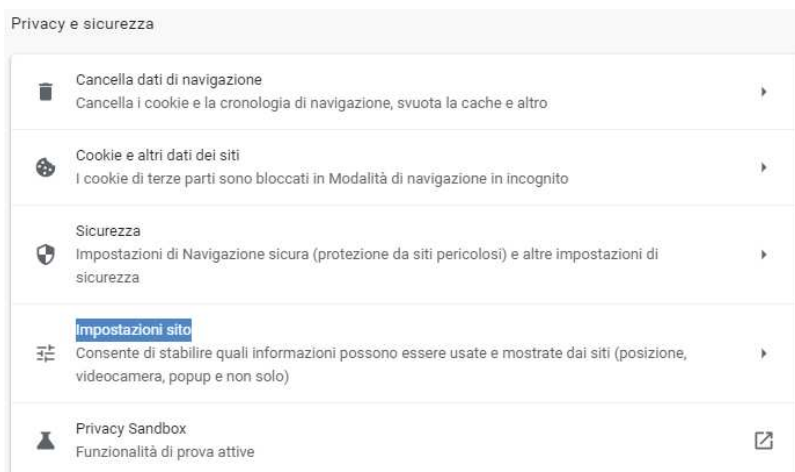 Privacy e sicurezza
Cancella dati di navigazione
Cancella i cookie e la cronologia di navigazione, svuota la cache e altro
Cookie e altri dati dei siti
I cookie di terze parti sono bloccati in Modalità di navigazione in incognito
Sicurezza
Impostazioni di Navigazione sicura (protezione da siti pericolosi) e altre impostazioni di
sicurezza
Impostazioni sito
Consente di stabilire quali informazioni possono essere usate e mostrate dai siti (posizione,
videocamera, popup e non solo)
Privacy Sandbox
Funzionalità di prova attive